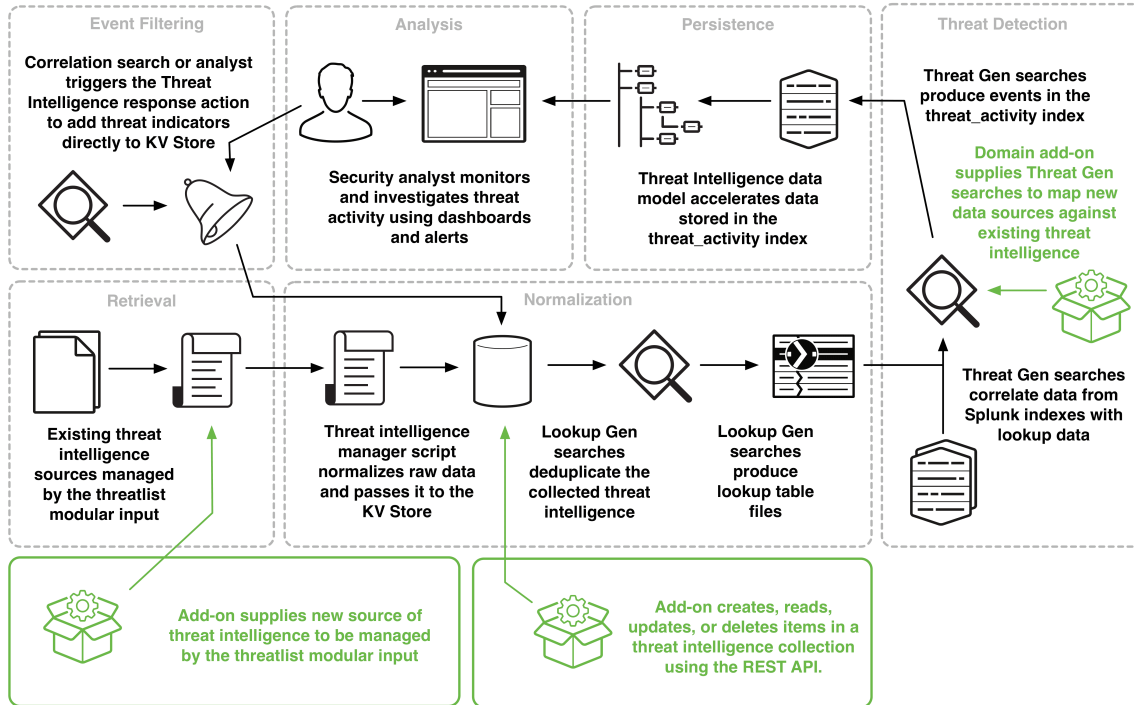 Event Filtering
Correlation search or analyst
triggers the Threat
Intelligence response action
to add threat indicators
directly to KV Store
Analysis
Security analyst monitors
and investigates threat
activity using dashboards
and alerts
Persistence
Threat Intelligence data
model accelerates data
stored in the
threat_activity index
Threat Detection
Threat Gen searches
produce events in the
threat_activity index
Domain add-on
supplies Threat Gen
searches to map new
data sources against
existing threat
intelligence
Threat Gen searches
correlate data from
Splunk indexes with
lookup data
Retrieval
Existing threat
intelligence
sources managed
by the threatlist
modular input
Normalization
Threat intelligence
manager script
normalizes raw data
and passes it to the
KV Store
Lookup Gen
searches
deduplicate the
collected threat
intelligence
Lookup Gen
searches
produce
lookup table
files
Add-on supplies new source of
threat intelligence to be managed
by the threatlist modular input
Add-on creates, reads,
updates, or deletes items in a
threat intelligence collection
using the REST API.